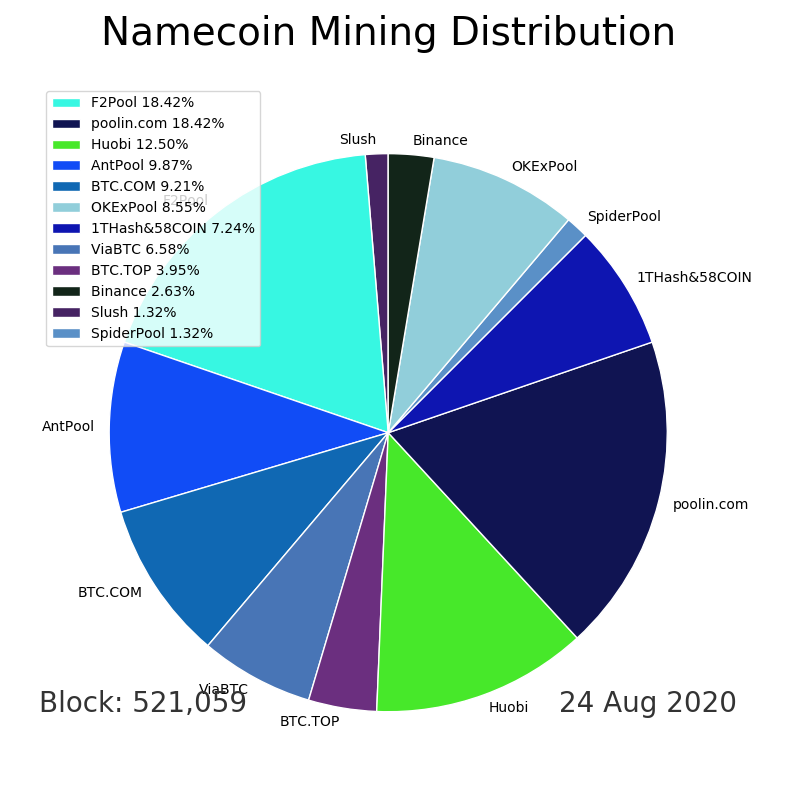 Namecoin Mining Distribution
F2Pool 18.42%
poolin.com 18.42%
Huobi 12.50%
AntPool 9.87%
BTC.COM 9.21%
OKExPool 8.55%
1THash&58COIN 7.24%
ViaBTC 6.58%
BTC.TOP 3.95%
Binance 2.63%
Slush 1.32%
SpiderPool 1.32%
Slush
Binance
OKExPool
F2Pool
SpiderPool
1THash&58COIN
AntPool
poolin.com
BTC.COM
ViaBTC
Huobi
BTC.TOP
Block: 521,059
24 Aug 2020